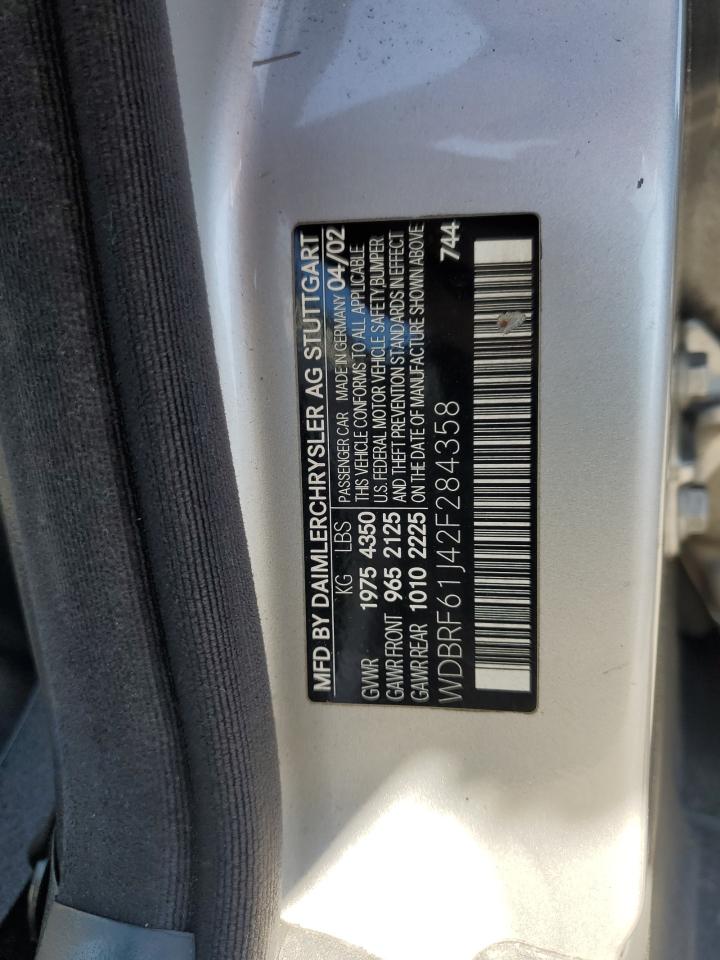 MFD BY DAIMLERCHRYSLER AG STUTTGART
KG LBS PASSENGER CAR MADE IN GERMANY 04/02
GVWR 1975 4350 THIS VEHICLE CONFORMS TO ALL APPLICABLE
U.S. FEDERAL MOTOR VEHICLE SAFETY,BUMPER
GAWR FRONT 965 2125 AND THEFT PREVENTION STANDARDS IN EFFECT
GAWR REAR 1010 2225 ON THE DATE OF MANUFACTURE SHOWN ABOVE
WDBRF61J42F284358 744